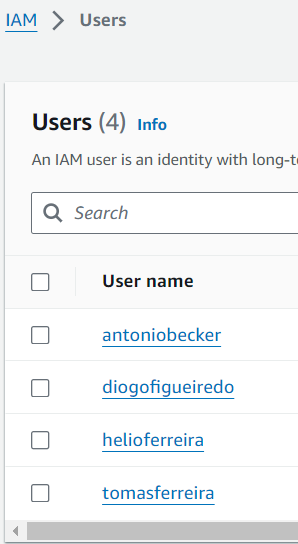 IAM > Users
Users (4) Info
An IAM user is an identity with long-t
Search
User name
antoniobecker
diogofigueiredo
helioferreira
tomasferreira